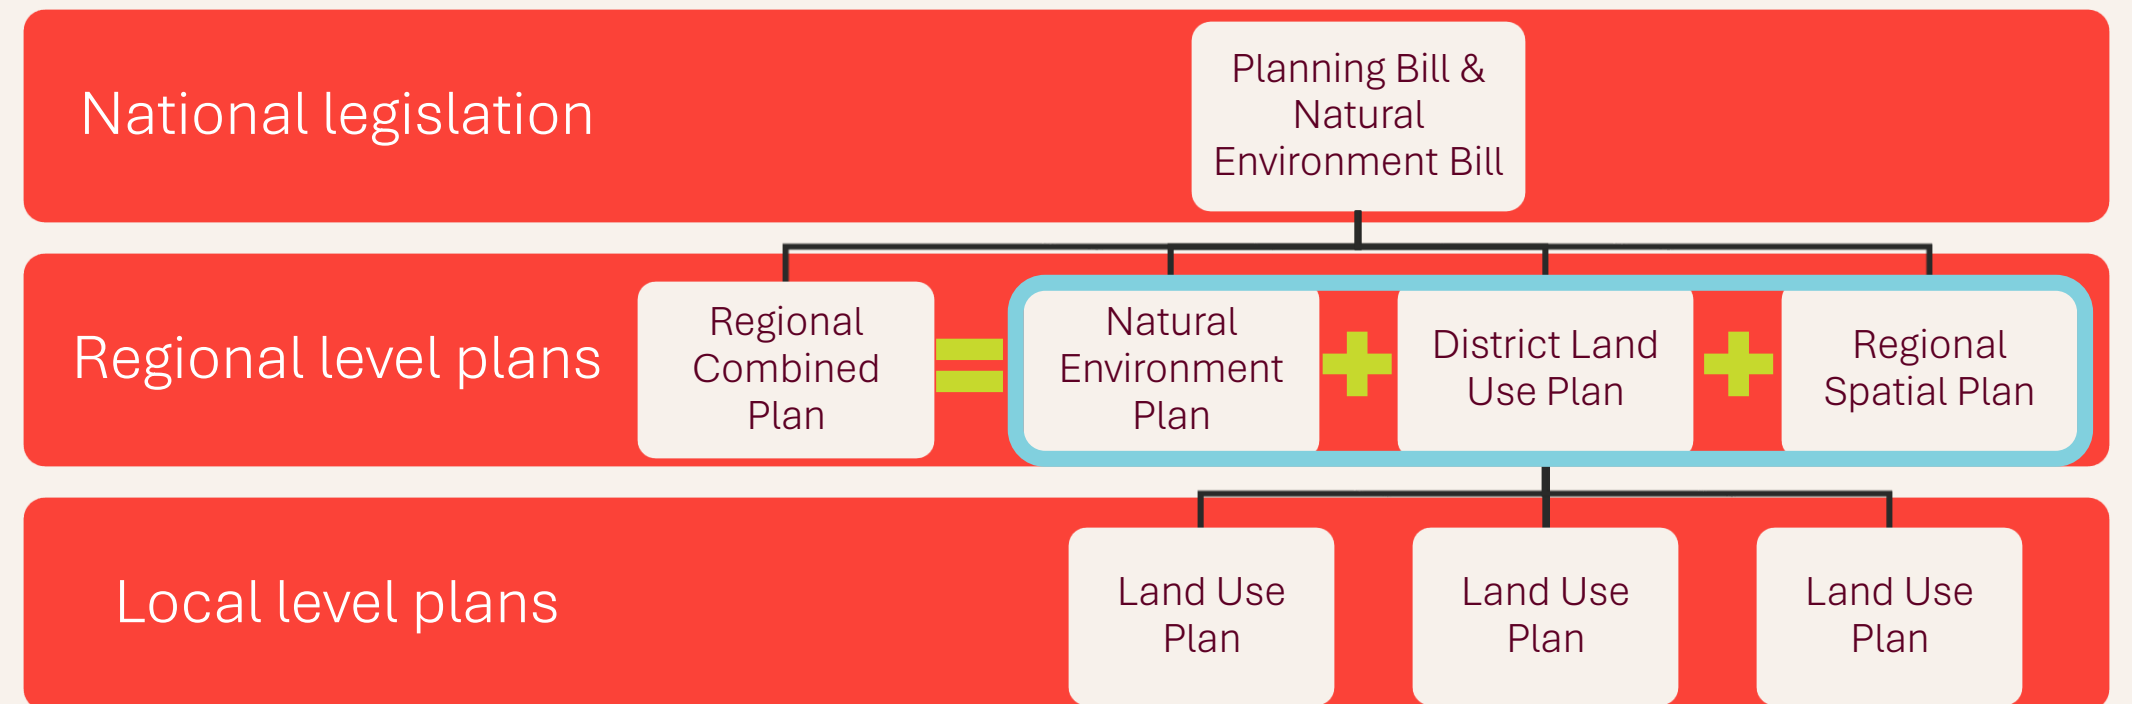 National legislation
Planning Bill &
Natural
Environment Bill
Regional level plans
Regional
Combined
Plan
Natural
Environment
Plan
District Land
Use Plan
Regional
Spatial Plan
Local level plans
Land Use
Plan
Land Use
Plan
Land Use
Plan